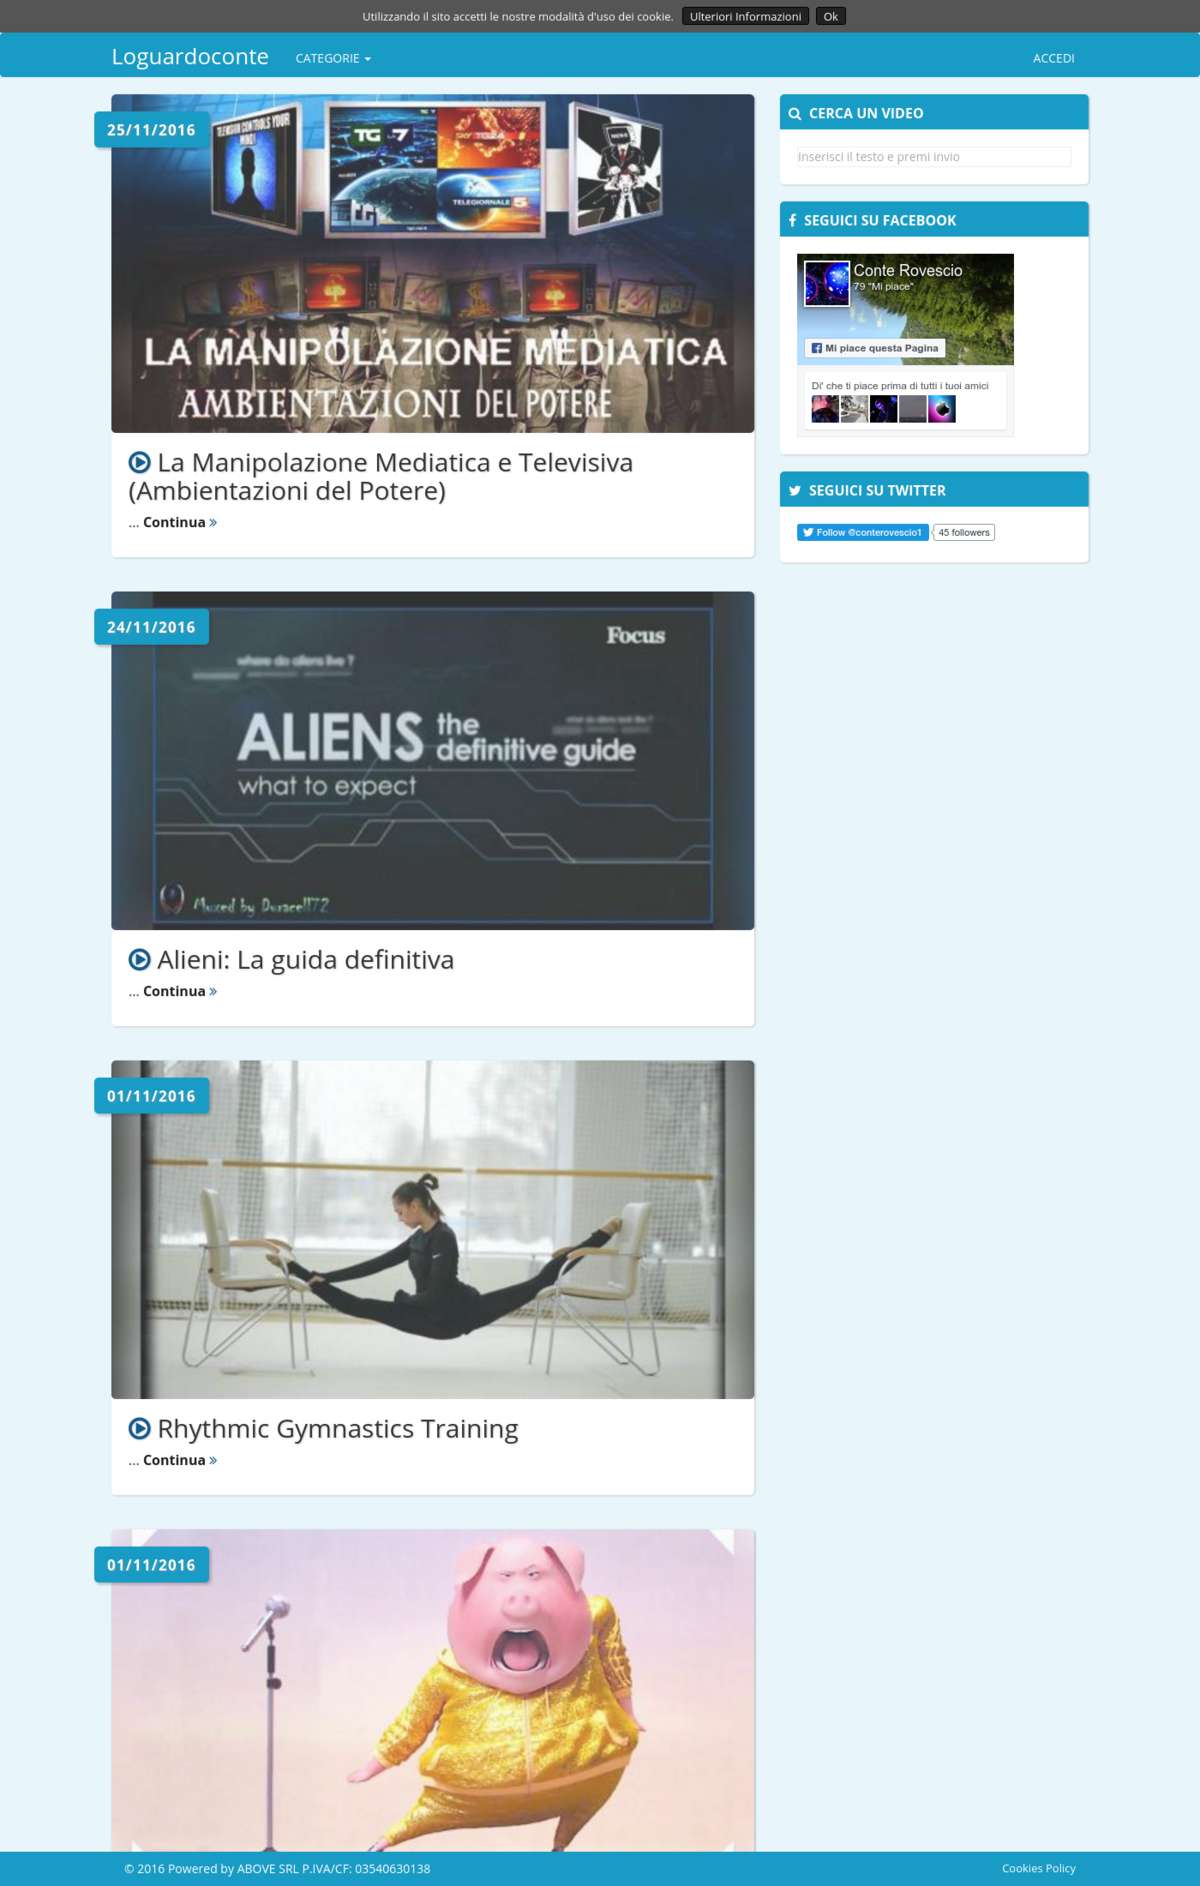 Utilizzando il sito accetti le nostre modalità d'uso dei cookie. Ulteriori Informazioni Ok
Loguardoconte CATEGORIE ACCEDI
25/11/2016
TELEVISION CONTROLS YOUR MIND!
TG La7
SKY TG24
TELEGIORNALE 5
NEWS
LA MANIPOLAZIONE MEDIATICA
AMBIENTAZIONI DEL POTERE
La Manipolazione Mediatica e Televisiva
(Ambientazioni del Potere)
... Continua »
24/11/2016
Focus
where do aliens live ?
what do aliens look like ?
ALIENS the definitive guide
what to expect
Muxed by Duracell72
Alieni: La guida definitiva
... Continua »
01/11/2016
Rhythmic Gymnastics Training
... Continua »
01/11/2016
CERCA UN VIDEO
Inserisci il testo e premi invio
SEGUICI SU FACEBOOK
Conte Rovescio
79 "Mi piace"
Mi piace questa Pagina
Di' che ti piace prima di tutti i tuoi amici
SEGUICI SU TWITTER
Follow @conterovescio1 45 followers
© 2016 Powered by ABOVE SRL P.IVA/CF: 03540630138 Cookies Policy